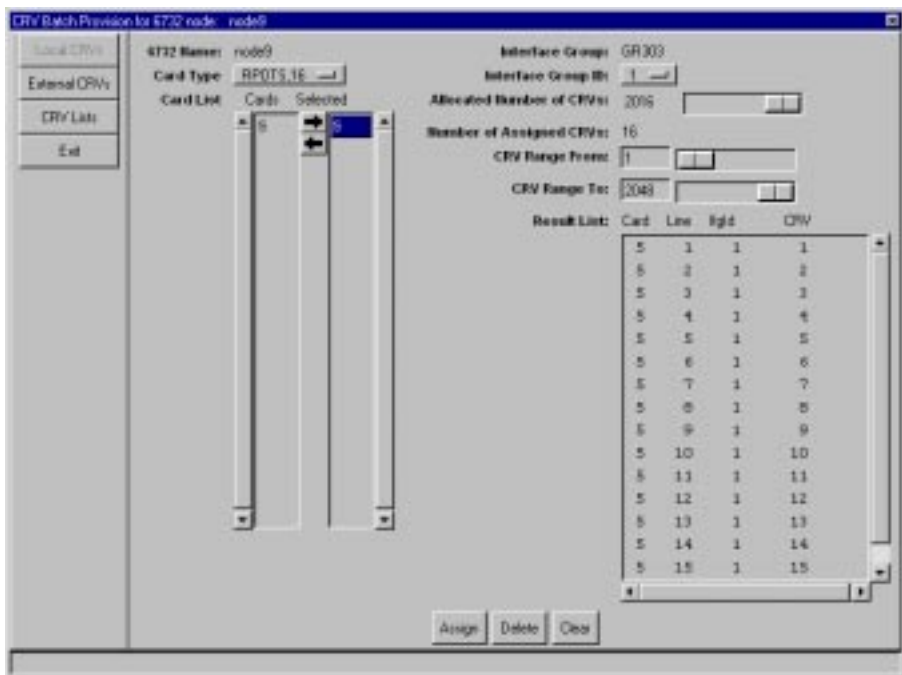 CRV Batch Provision for 6732 node: node9
Local CRVs
External CRVs
CRV Lists
Exit
6732 Name: node9
Card Type RPOTS,16
Card List Cards Selected
5 5
Interface Group: GR303
Interface Group ID: 1
Allocated Number of CRVs: 2016
Number of Assigned CRVs: 16
CRV Range From: 1
CRV Range To: 2048
Result List: Card Line IfgId CRV
5 1 1 1
5 2 1 2
5 3 1 3
5 4 1 4
5 5 1 5
5 6 1 6
5 7 1 7
5 8 1 8
5 9 1 9
5 10 1 10
5 11 1 11
5 12 1 12
5 13 1 13
5 14 1 14
5 15 1 15
Assign Delete Clear